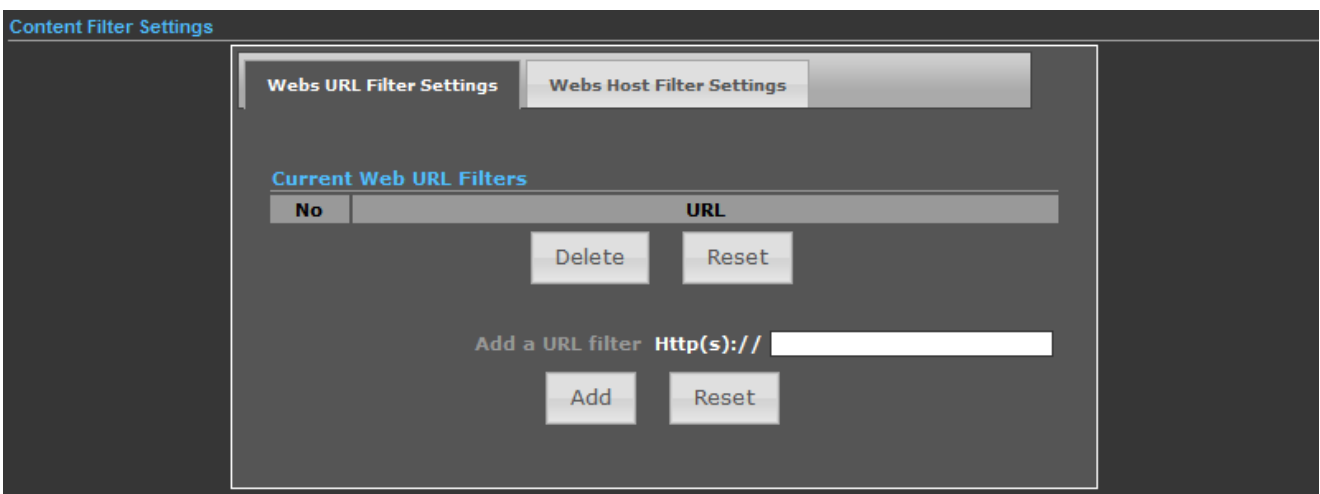 Content Filter Settings
Webs URL Filter Settings Webs Host Filter Settings
Current Web URL Filters
No URL
Delete Reset
Add a URL filter Http(s)://
Add Reset